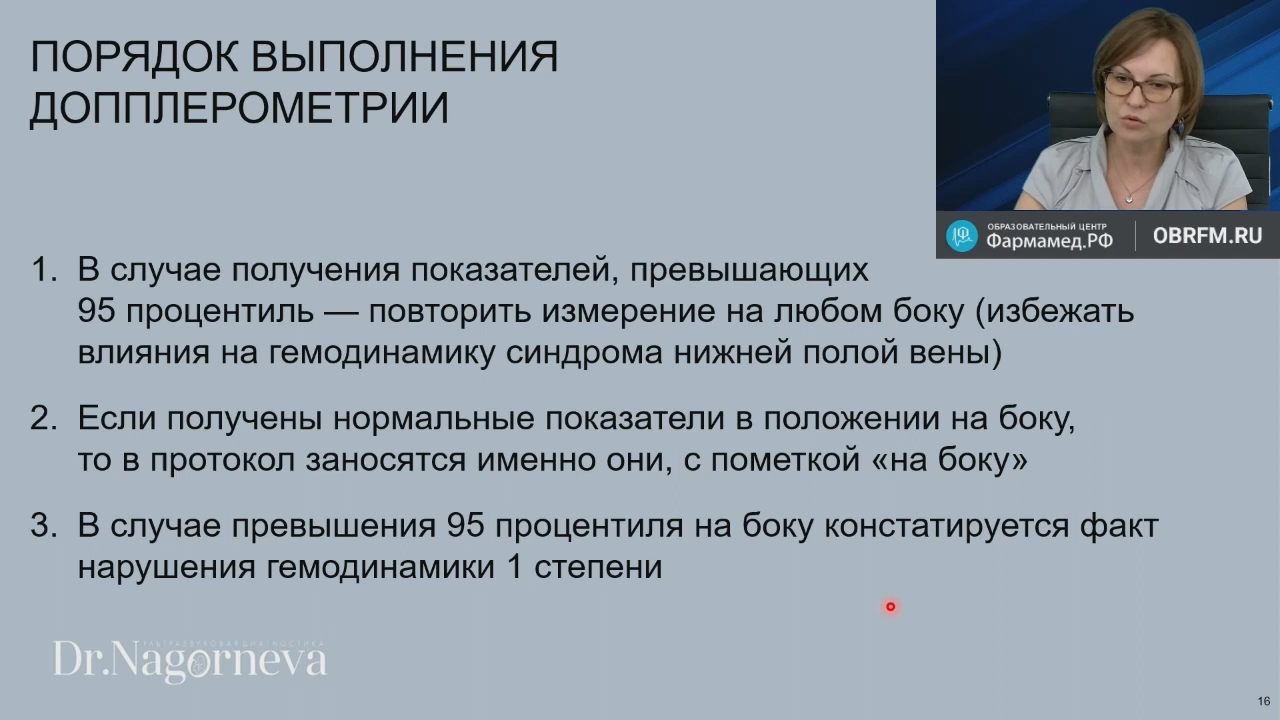 ПОРЯДОК ВЫПОЛНЕНИЯ
ДОППЛЕРОМЕТРИИ
ОБРАЗОВАТЕЛЬНЫЙ ЦЕНТР
Фармамед.РФ
OBRFM.RU
1. В случае получения показателей, превышающих
95 процентиль — повторить измерение на любом боку (избежать
влияния на гемодинамику синдрома нижней полой вены)
2. Если получены нормальные показатели в положении на боку,
то в протокол заносятся именно они, с пометкой «на боку»
3. В случае превышения 95 процентиля на боку констатируется факт
нарушения гемодинамики 1 степени
УЛЬТРАЗВУКОВАЯ ДИАГНОСТИКА
Dr.Nagorneva
16